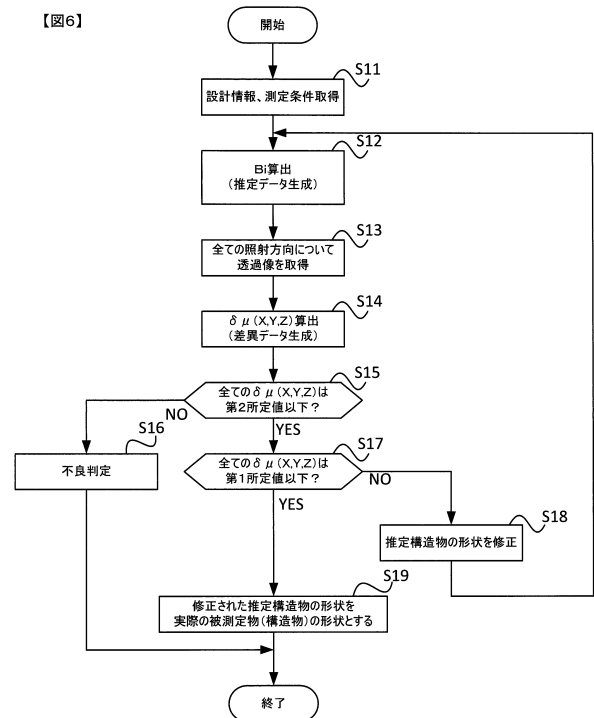 【図6】
開始
S11
設計情報、測定条件取得
S12
Bi算出
(推定データ生成)
S13
全ての照射方向について
透過像を取得
S14
δμ(X,Y,Z)算出
(差異データ生成)
S15
全てのδμ(X,Y,Z)は
第2所定値以下?
NO
YES
S16
不良判定
S17
全てのδμ(X,Y,Z)は
第1所定値以下?
NO
YES
S18
推定構造物の形状を修正
S19
修正された推定構造物の形状を
実際の被測定物(構造物)の形状とする
終了